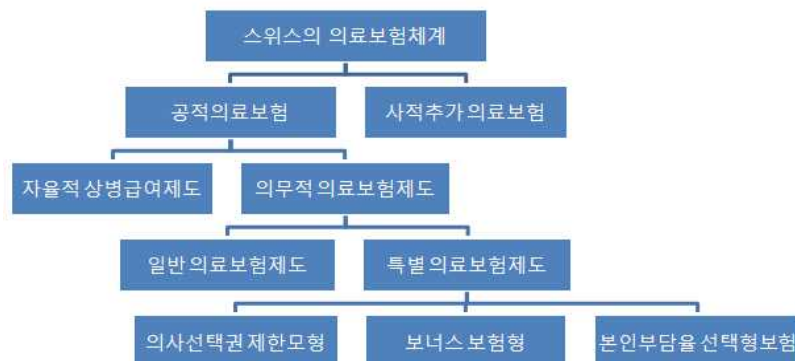 스위스의 의료보험체계
공적의료보험
사적추가 의료보험
자율적 상병급여제도
의무적 의료보험제도
일반 의료보험제도
특별 의료보험제도
의사선택권 제한모형
보너스 보험형
본인부담율 선택형보험